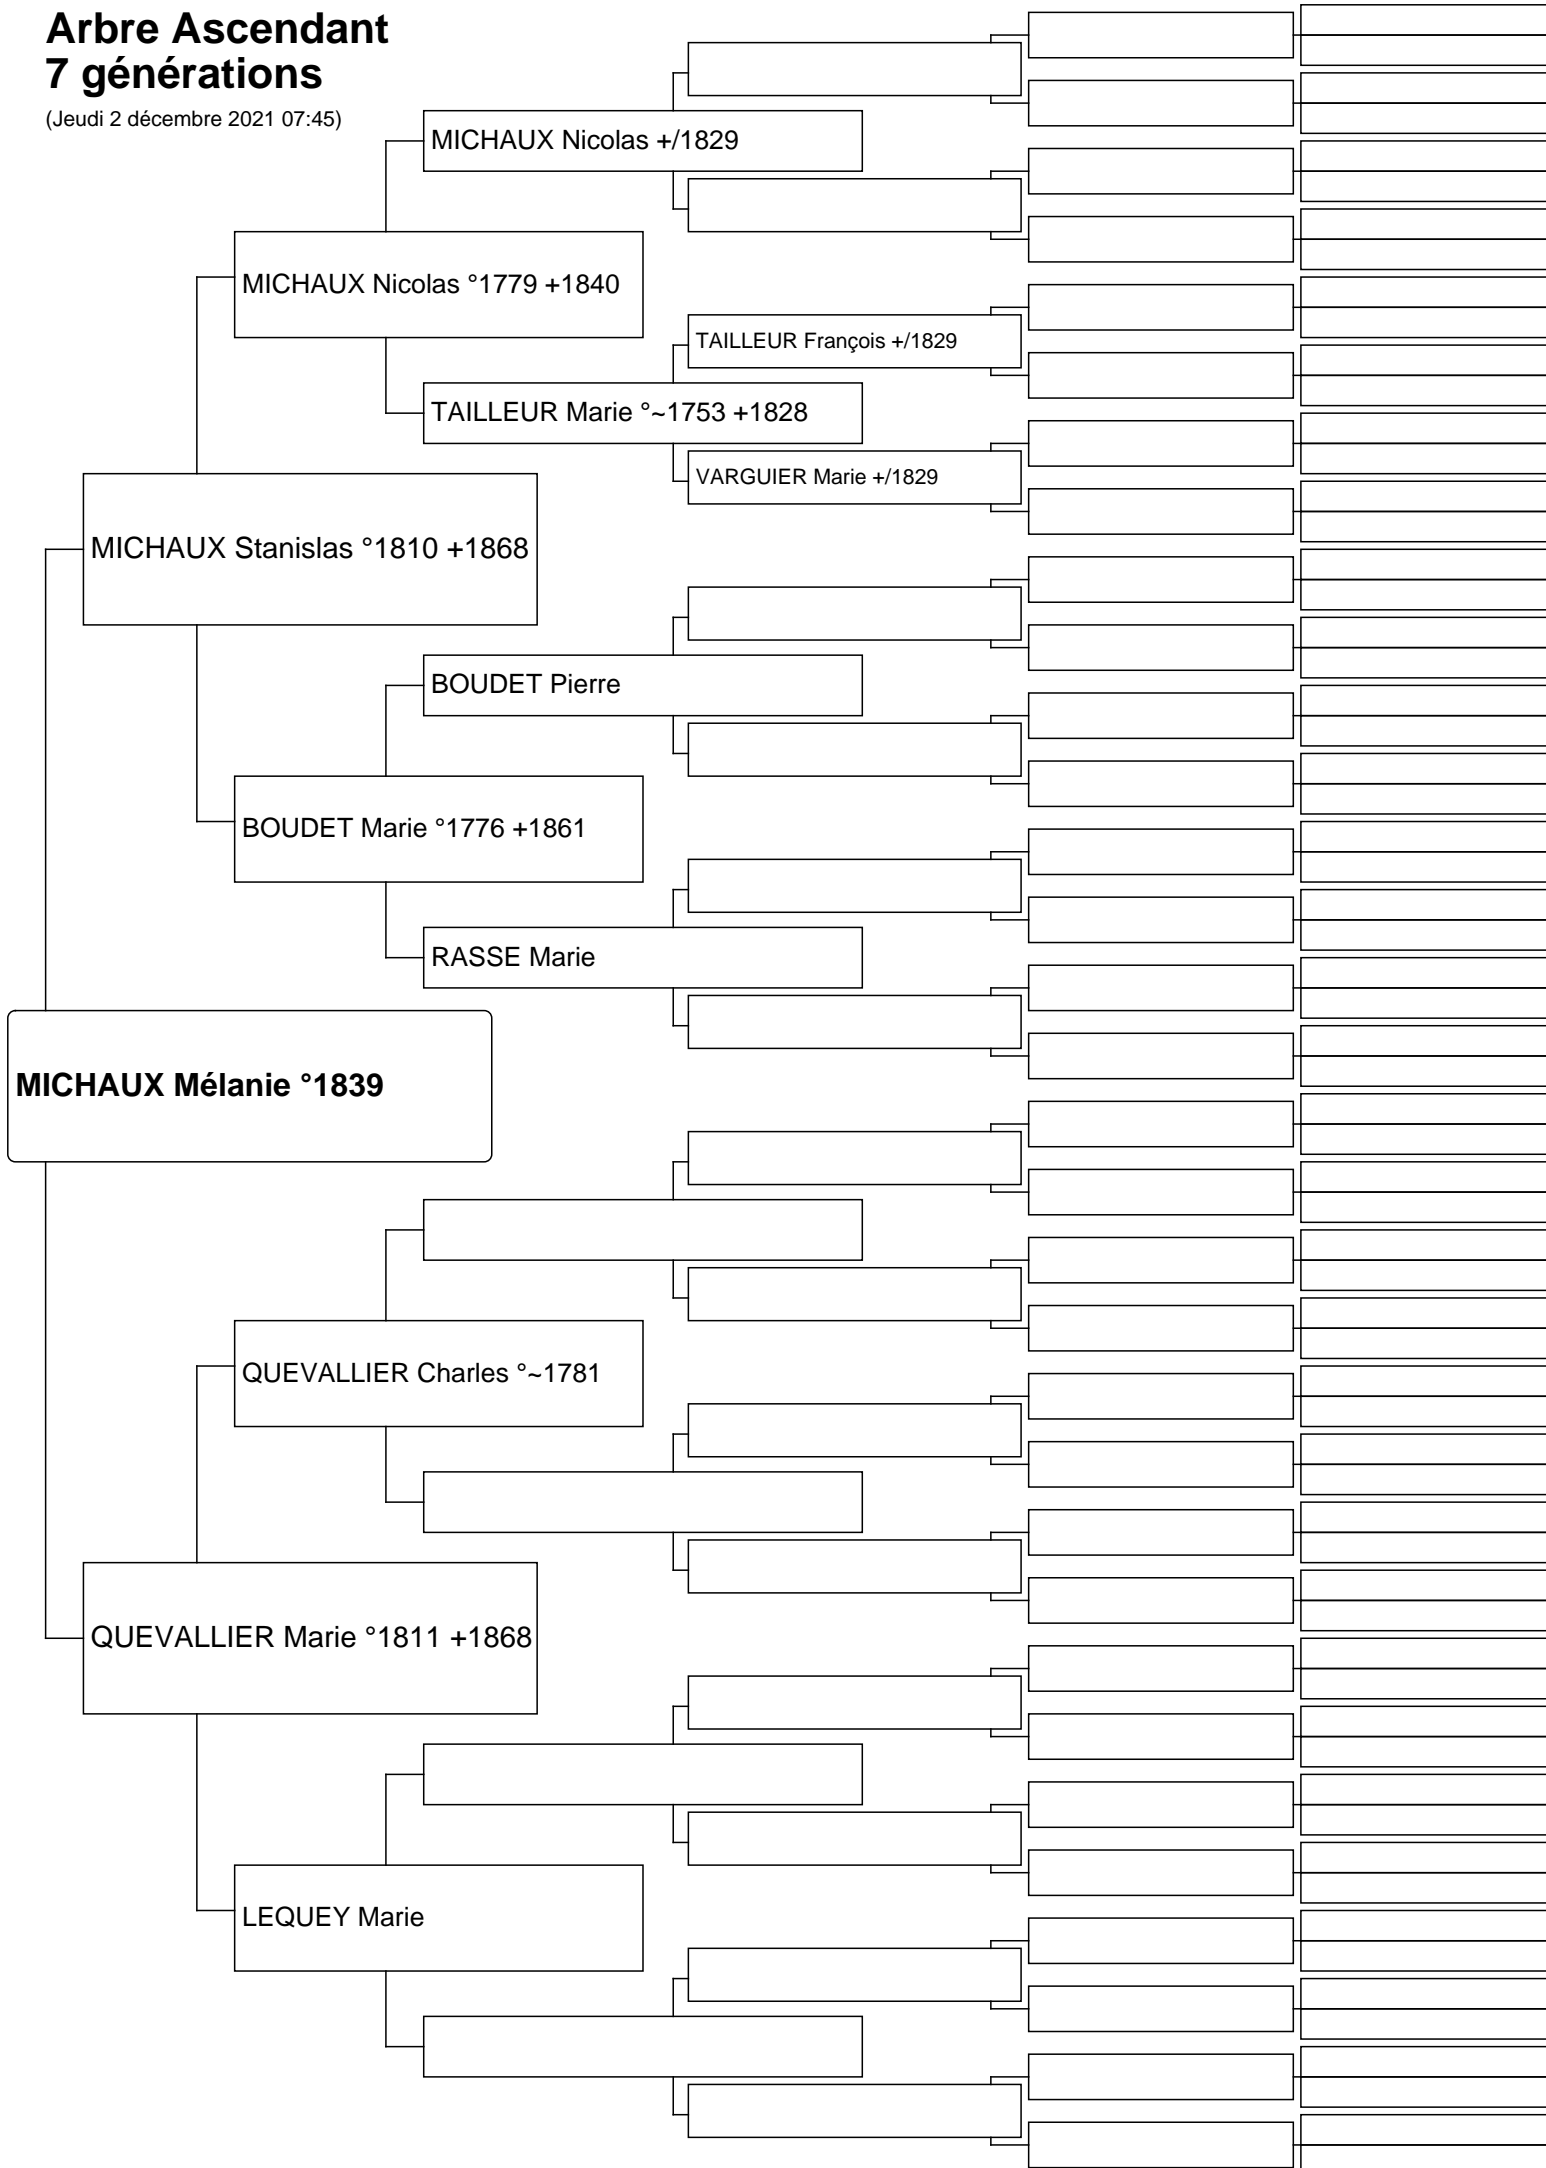 Arbre Ascendant
7 générations
(Jeudi 2 décembre 2021 07:45)
MICHAUX Nicolas +/1829
MICHAUX Nicolas °1779 +1840
TAILLEUR François +/1829
TAILLEUR Marie °~1753 +1828
VARGUIER Marie +/1829
MICHAUX Stanislas °1810 +1868
BOUDET Pierre
BOUDET Marie °1776 +1861
RASSE Marie
MICHAUX Mélanie °1839
QUEVALLIER Charles °~1781
QUEVALLIER Marie °1811 +1868
LEQUEY Marie